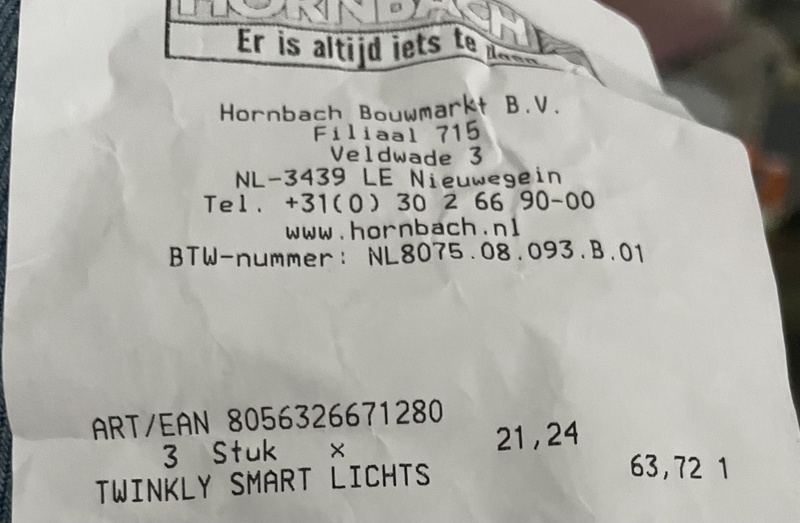 HORNBACH
Er is altijd iets te doen.
Hornbach Bouwmarkt B.V.
Filiaal 715
Veldwade 3
NL-3439 LE Nieuwegein
Tel. +31(0) 30 2 66 90-00
www.hornbach.nl
BTW-nummer: NL8075.08.093.B.01
ART/EAN 8056326671280
3 Stuk x 21,24
TWINKLY SMART LICHTS 63,72 1